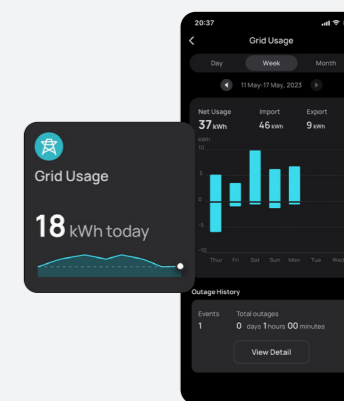 20:37
Grid Usage
Day Week Month
11 May-17 May, 2023
Net Usage Import Export
37 kWh 46 kWh 9 kWh
kWh
10
5
0
-5
-10
Thur Fri Sat Sun Mon Tue Wed
Outage History
Events Total outages
1 0 days 1 hours 00 minutes
View Detail
Grid Usage
18 kWh today